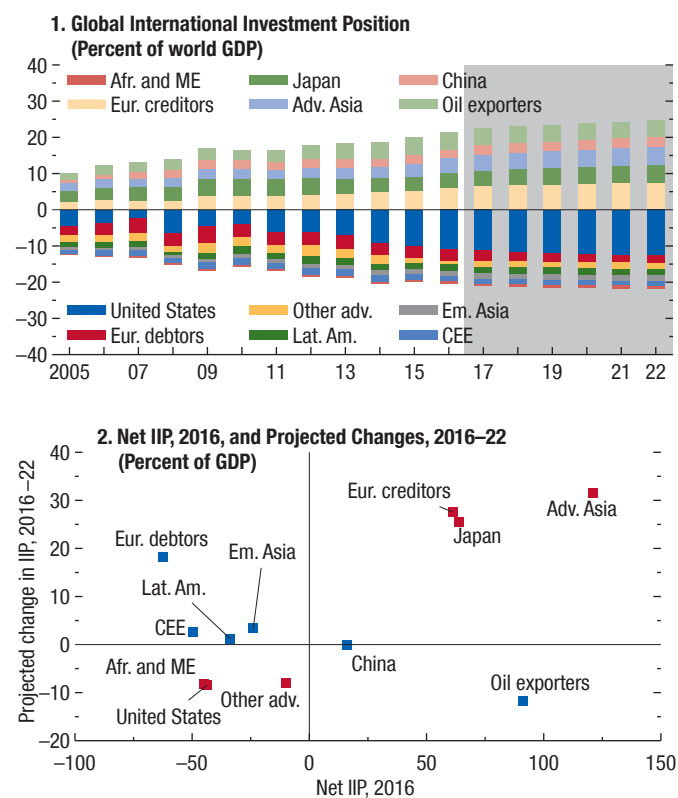 1. Global International Investment Position
(Percent of world GDP)
40
30
20
10
0
–10
–20
–30
–40
Afr. and ME
Japan
China
Eur. creditors
Adv. Asia
Oil exporters
United States
Other adv.
Em. Asia
Eur. debtors
Lat. Am.
CEE
2005 07 09 11 13 15 17 19 21 22
2. Net IIP, 2016, and Projected Changes, 2016–22
(Percent of GDP)
Projected change in IIP, 2016–22
40
30
20
10
0
–10
–20
Eur. creditors
Adv. Asia
Japan
Eur. debtors
Em. Asia
Lat. Am.
CEE
China
Afr. and ME
Oil exporters
Other adv.
United States
–100 –50 0 50 100 150
Net IIP, 2016